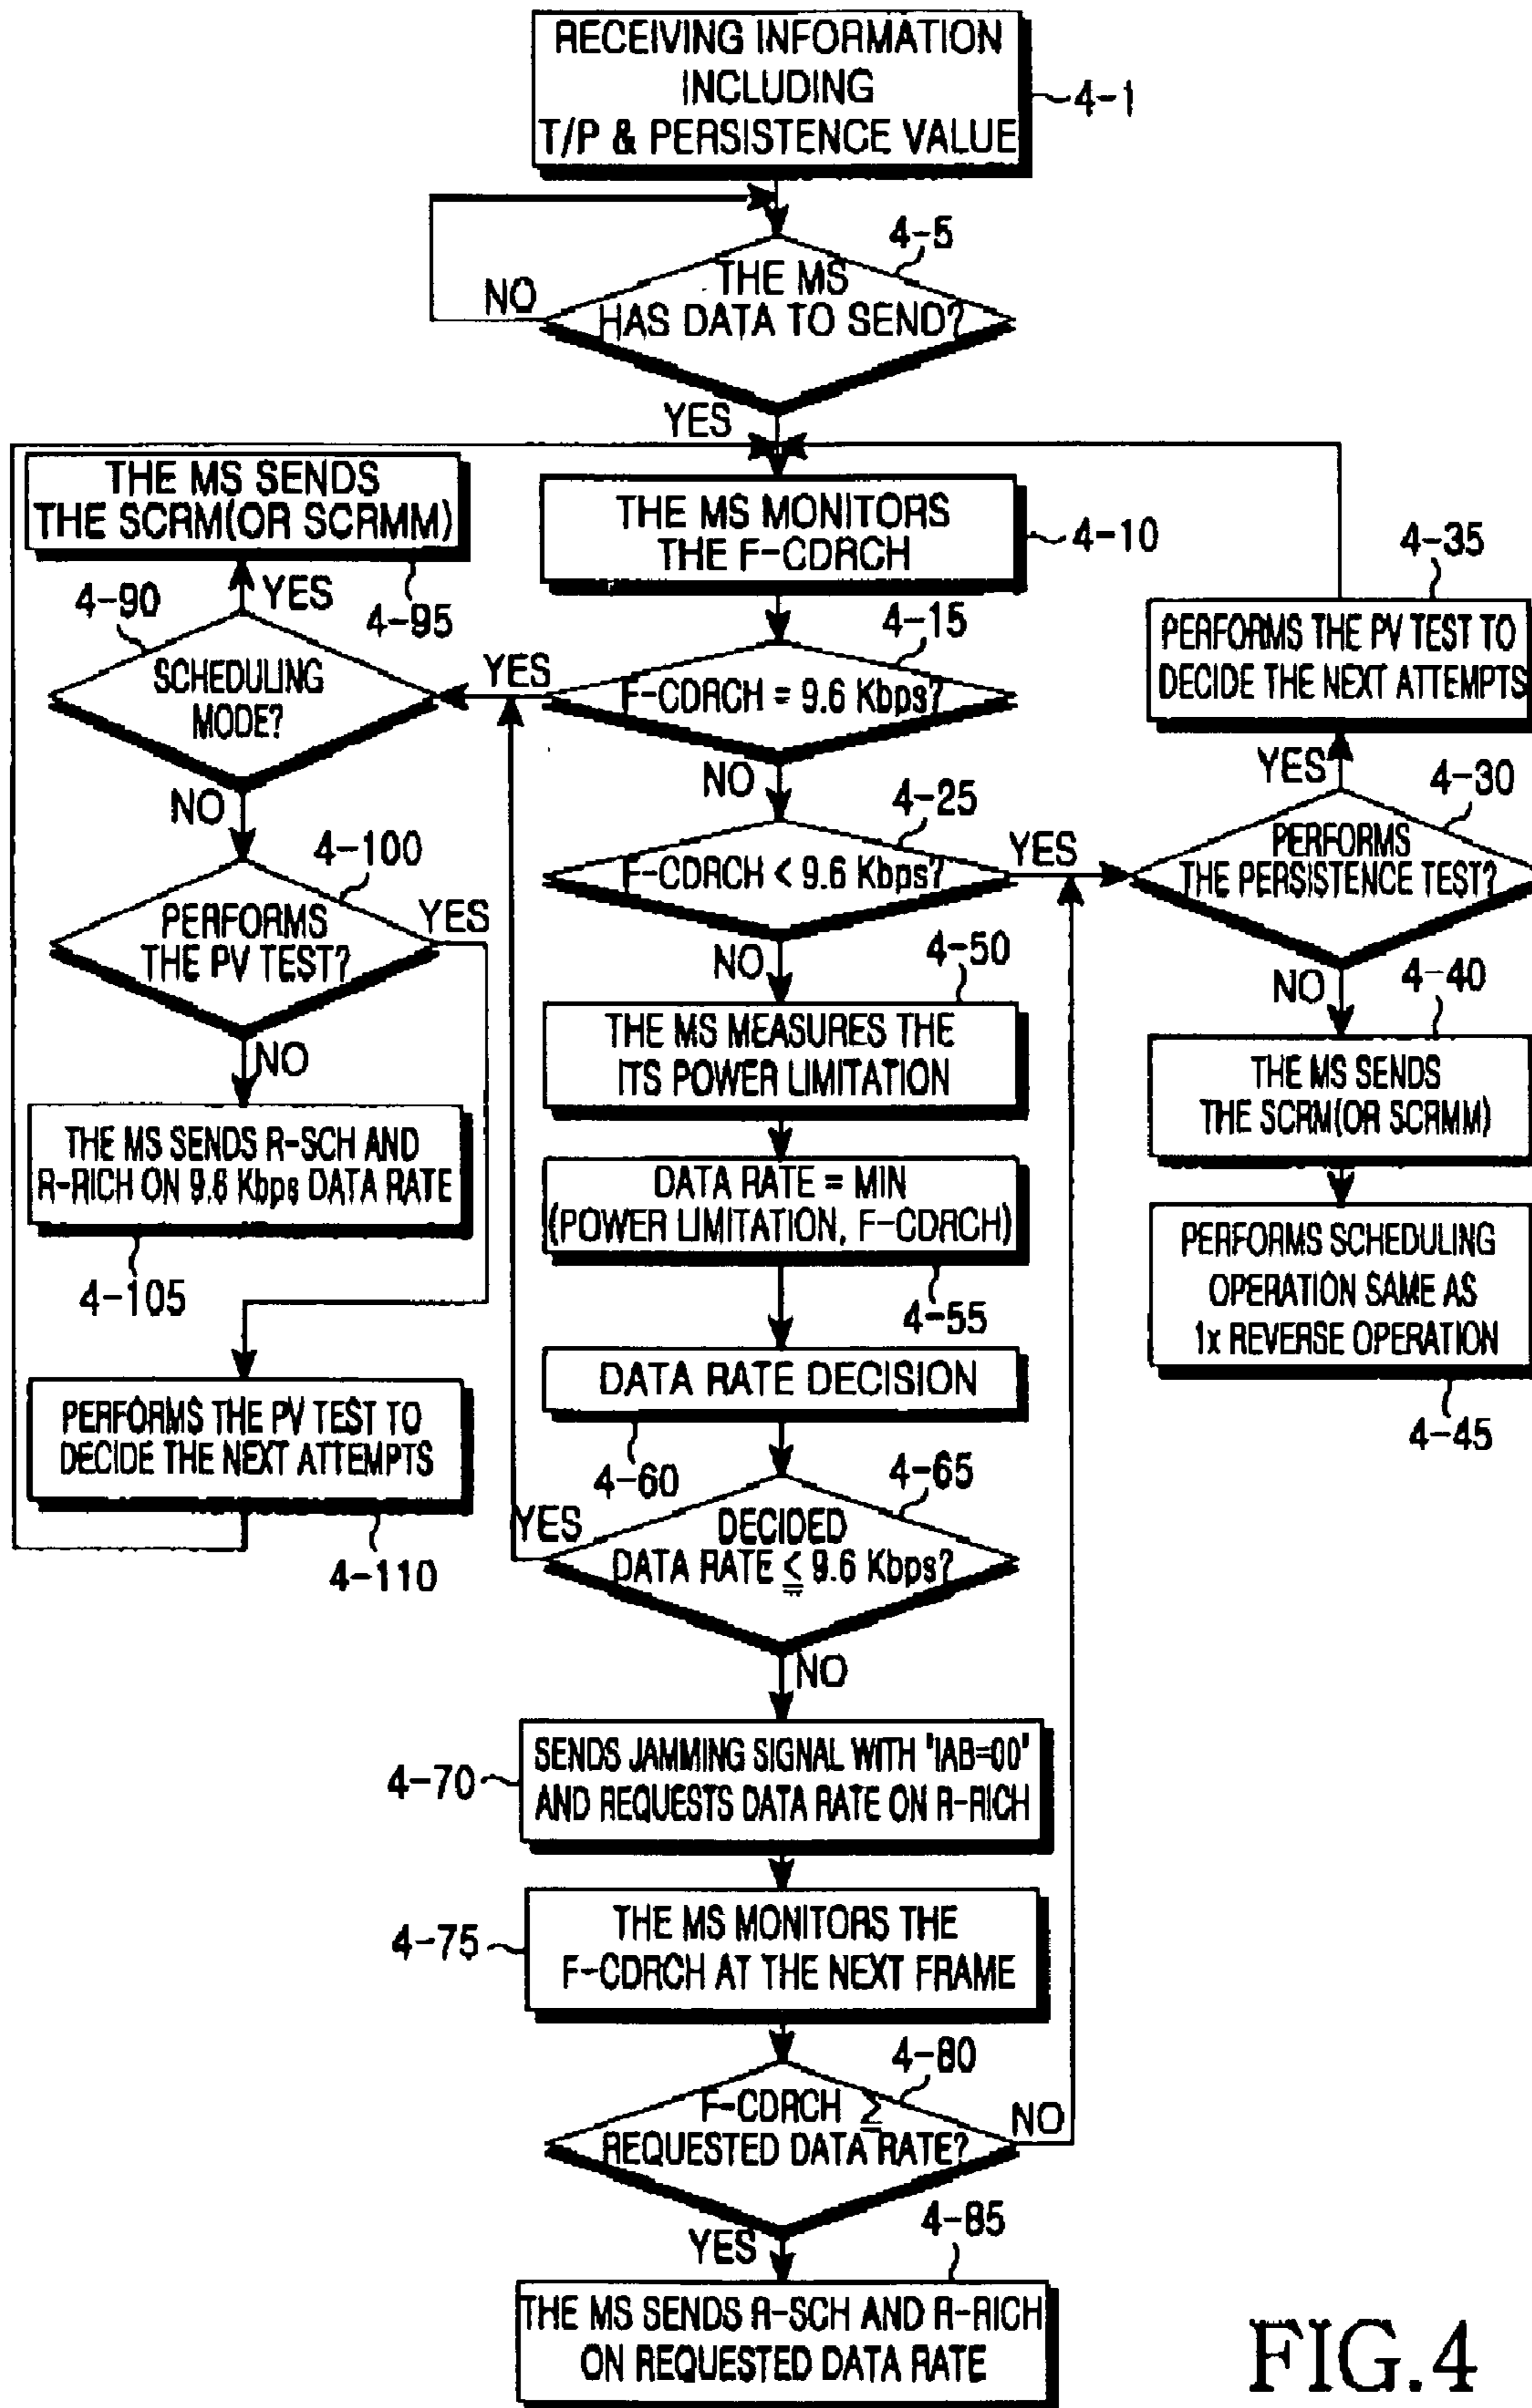 RECEIVING INFORMATION
INCLUDING
T/P & PERSISTENCE VALUE
4-1
4-5
THE MS
HAS DATA TO SEND?
NO
YES
THE MS SENDS
THE SCRM(OR SCRMM)
4-95
THE MS MONITORS
THE F-CDRCH
4-10
4-35
PERFORMS THE PV TEST TO
DECIDE THE NEXT ATTEMPTS
4-90
YES
SCHEDULING
MODE?
NO
4-15
YES
F-CDRCH = 9.6 Kbps?
NO
4-25
F-CDRCH < 9.6 Kbps?
YES
NO
YES
4-30
PERFORMS
THE PERSISTENCE TEST?
NO
4-100
PERFORMS
THE PV TEST?
YES
NO
4-50
THE MS MEASURES THE
ITS POWER LIMITATION
4-40
THE MS SENDS
THE SCRM(OR SCRMM)
THE MS SENDS R-SCH AND
R-RICH ON 9.6 Kbps DATA RATE
4-105
DATA RATE = MIN
(POWER LIMITATION, F-CDRCH)
4-55
PERFORMS SCHEDULING
OPERATION SAME AS
1x REVERSE OPERATION
4-45
DATA RATE DECISION
4-60
PERFORMS THE PV TEST TO
DECIDE THE NEXT ATTEMPTS
4-110
4-65
YES
DECIDED
DATA RATE ≤ 9.6 Kbps?
NO
4-70
SENDS JAMMING SIGNAL WITH "IAB=00"
AND REQUESTS DATA RATE ON R-RICH
4-75
THE MS MONITORS THE
F-CDRCH AT THE NEXT FRAME
4-80
F-CDRCH ≥
REQUESTED DATA RATE?
NO
YES
4-85
THE MS SENDS R-SCH AND R-RICH
ON REQUESTED DATA RATE
FIG.4